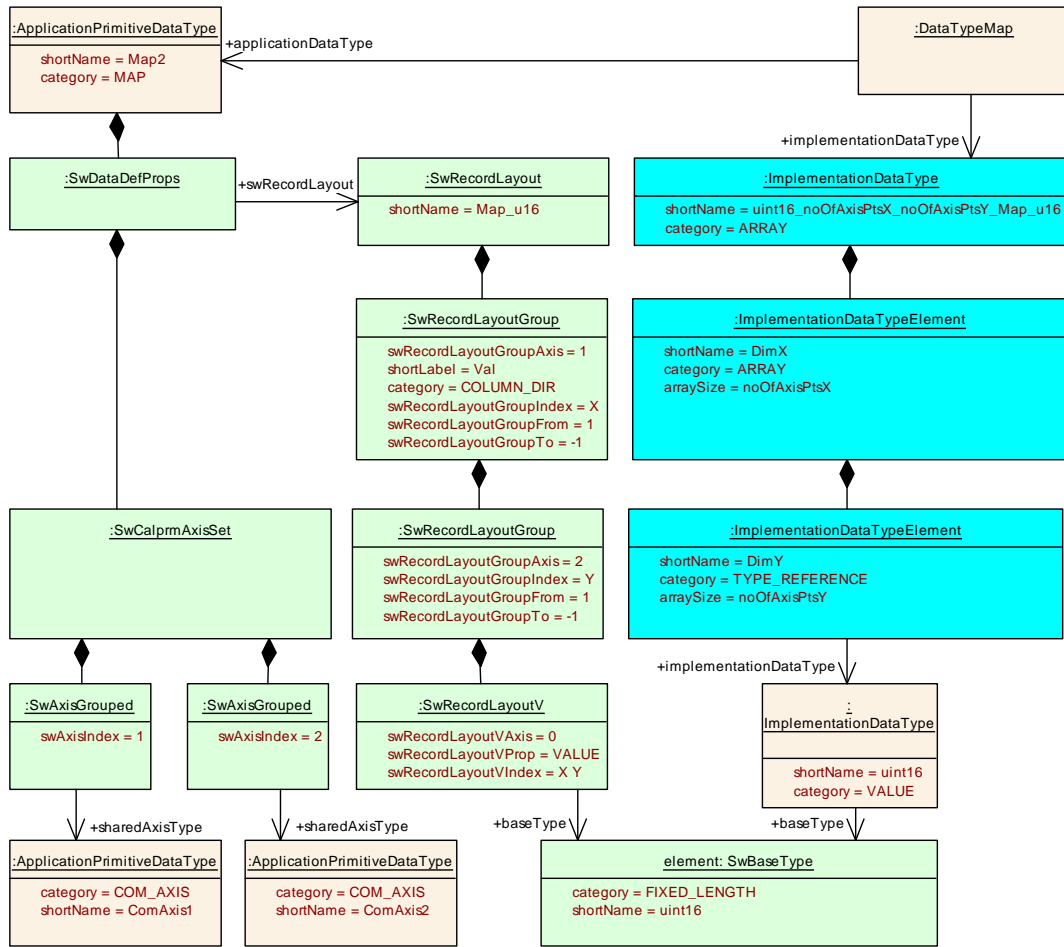 :ApplicationPrimitiveDataType
shortName = Map2
category = MAP
+applicationDataType
:DataTypeMap
+implementationDataType
:SwDataDefProps
+swRecordLayout
:SwRecordLayout
shortName = Map_u16
:ImplementationDataType
shortName = uint16_noOfAxisPtsX_noOfAxisPtsY_Map_u16
category = ARRAY
:SwRecordLayoutGroup
swRecordLayoutGroupAxis = 1
shortLabel = Val
category = COLUMN_DIR
swRecordLayoutGroupIndex = X
swRecordLayoutGroupFrom = 1
swRecordLayoutGroupTo = -1
:ImplementationDataTypeElement
shortName = DimX
category = ARRAY
arraySize = noOfAxisPtsX
:SwCalprmAxisSet
:SwRecordLayoutGroup
swRecordLayoutGroupAxis = 2
swRecordLayoutGroupIndex = Y
swRecordLayoutGroupFrom = 1
swRecordLayoutGroupTo = -1
:ImplementationDataTypeElement
shortName = DimY
category = TYPE_REFERENCE
arraySize = noOfAxisPtsY
+implementationDataType
:SwAxisGrouped
swAxisIndex = 1
:SwAxisGrouped
swAxisIndex = 2
:SwRecordLayoutV
swRecordLayoutVAxis = 0
swRecordLayoutVProp = VALUE
swRecordLayoutVIndex = X Y
:
ImplementationDataType
shortName = uint16
category = VALUE
+sharedAxisType
+sharedAxisType
+baseType
+baseType
:ApplicationPrimitiveDataType
category = COM_AXIS
shortName = ComAxis1
:ApplicationPrimitiveDataType
category = COM_AXIS
shortName = ComAxis2
element: SwBaseType
category = FIXED_LENGTH
shortName = uint16